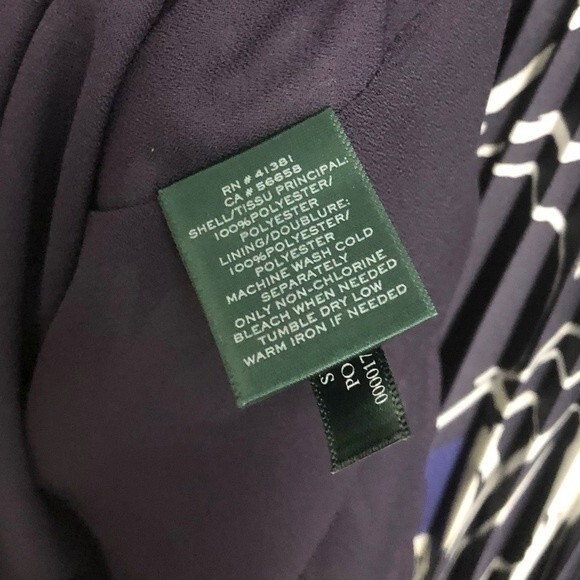 RN # 41381
CA # 56658
SHELL/TISSU PRINCIPAL:
100%POLYESTER/
POLYESTER
LINING/DOUBLURE:
100%POLYESTER/
POLYESTER
MACHINE WASH COLD
SEPARATELY
ONLY NON-CHLORINE
BLEACH WHEN NEEDED
TUMBLE DRY LOW
WARM IRON IF NEEDED
000017
PO
S